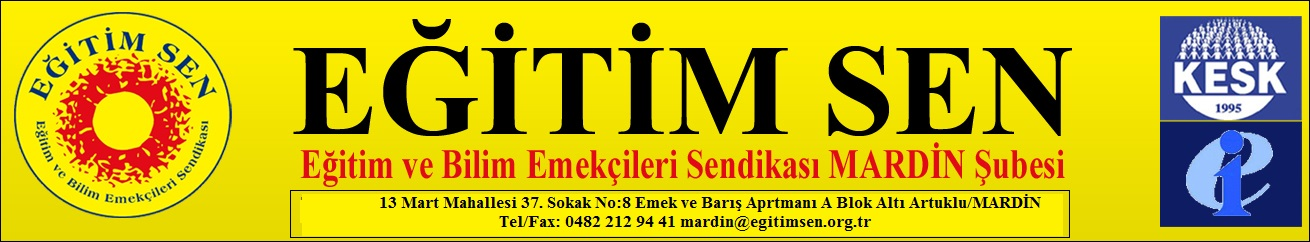 EĞİTİM SEN
Eğitim ve Bilim Emekçileri Sendikası
EĞİTİM SEN
Eğitim ve Bilim Emekçileri Sendikası MARDİN Şubesi
13 Mart Mahallesi 37. Sokak No:8 Emek ve Barış Aprtmanı A Blok Altı Artuklu/MARDİN
Tel/Fax: 0482 212 94 41 mardin@egitimsen.org.tr
KESK
1995
ei